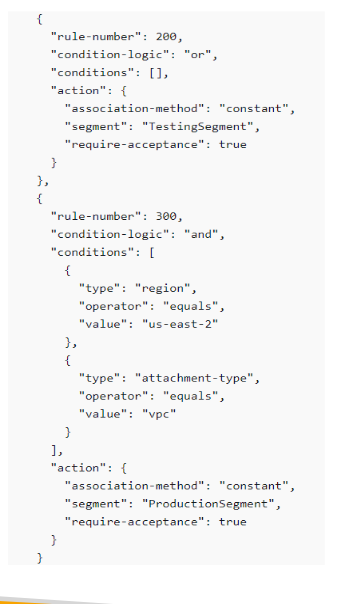 {
"rule-number": 200,
"condition-logic": "or",
"conditions": [],
"action": {
"association-method": "constant",
"segment": "TestingSegment",
"require-acceptance": true
}
},
{
"rule-number": 300,
"condition-logic": "and",
"conditions": [
{
"type": "region",
"operator": "equals",
"value": "us-east-2"
},
{
"type": "attachment-type",
"operator": "equals",
"value": "vpc"
}
],
"action": {
"association-method": "constant",
"segment": "ProductionSegment",
"require-acceptance": true
}
}